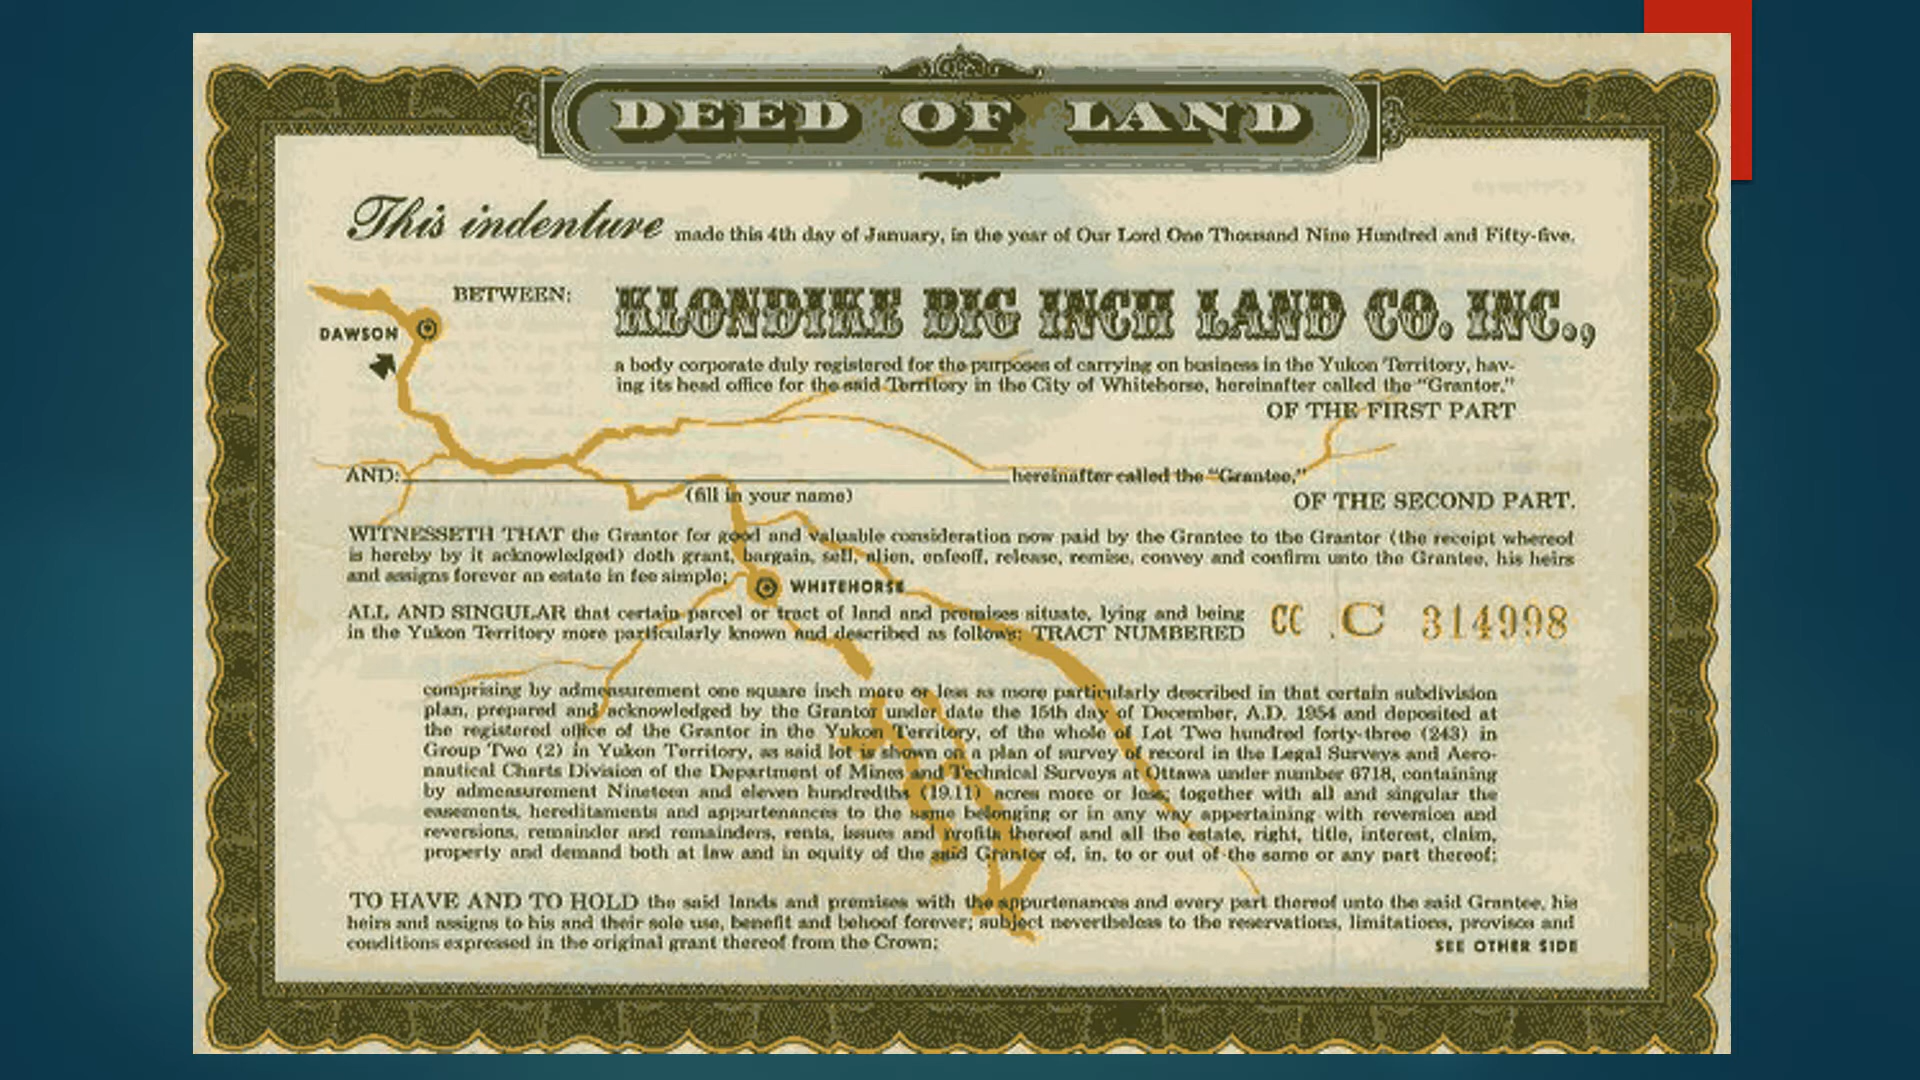 DEED OF LAND
This indenture made this 4th day of January, in the year of Our Lord One Thousand Nine Hundred and Fifty-five,
BETWEEN: KLONDIKE BIG INCH LAND CO. INC.,
DAWSON
a body corporate duly registered for the purposes of carrying on business in the Yukon Territory, hav-
ing its head office for the said Territory in the City of Whitehorse, hereinafter called the "Grantor,"
OF THE FIRST PART
AND: hereinafter called the "Grantee,"
(fill in your name)
OF THE SECOND PART.
WITNESSETH THAT the Grantor for good and valuable consideration now paid by the Grantee to the Grantor (the receipt whereof
is hereby by it acknowledged) doth grant, bargain, sell, alien, enfeoff, release, remise, convey and confirm unto the Grantee, his heirs
and assigns forever an estate in fee simple;
WHITEHORSE
ALL AND SINGULAR that certain parcel or tract of land and premises situate, lying and being
in the Yukon Territory more particularly known and described as follows: TRACT NUMBERED
CC . C 314998
comprising by admeasurement one square inch more or less as more particularly described in that certain subdivision
plan, prepared and acknowledged by the Grantor under date the 15th day of December, A.D. 1954 and deposited at
the registered office of the Grantor in the Yukon Territory, of the whole of Lot Two hundred forty-three (243) in
Group Two (2) in Yukon Territory, as said lot is shown on a plan of survey of record in the Legal Surveys and Aero-
nautical Charts Division of the Department of Mines and Technical Surveys at Ottawa under number 6718, containing
by admeasurement Nineteen and eleven hundredths (19.11) acres more or less; together with all and singular the
easements, hereditaments and appurtenances to the same belonging or in any way appertaining with reversion and
reversions, remainder and remainders, rents, issues and profits thereof and all the estate, right, title, interest, claim,
property and demand both at law and in equity of the said Grantor of, in, to or out of the same or any part thereof;
TO HAVE AND TO HOLD the said lands and premises with the appurtenances and every part thereof unto the said Grantee, his
heirs and assigns to his and their sole use, benefit and behoof forever; subject nevertheless to the reservations, limitations, provisos and
conditions expressed in the original grant thereof from the Crown;
SEE OTHER SIDE